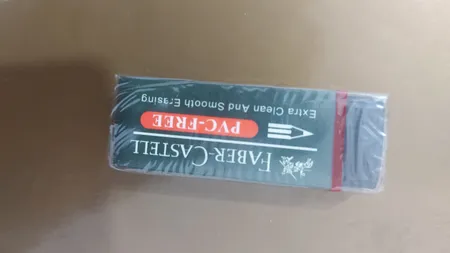 FABER-CASTELL
PVC-FREE
Extra Clean And Smooth Erasing